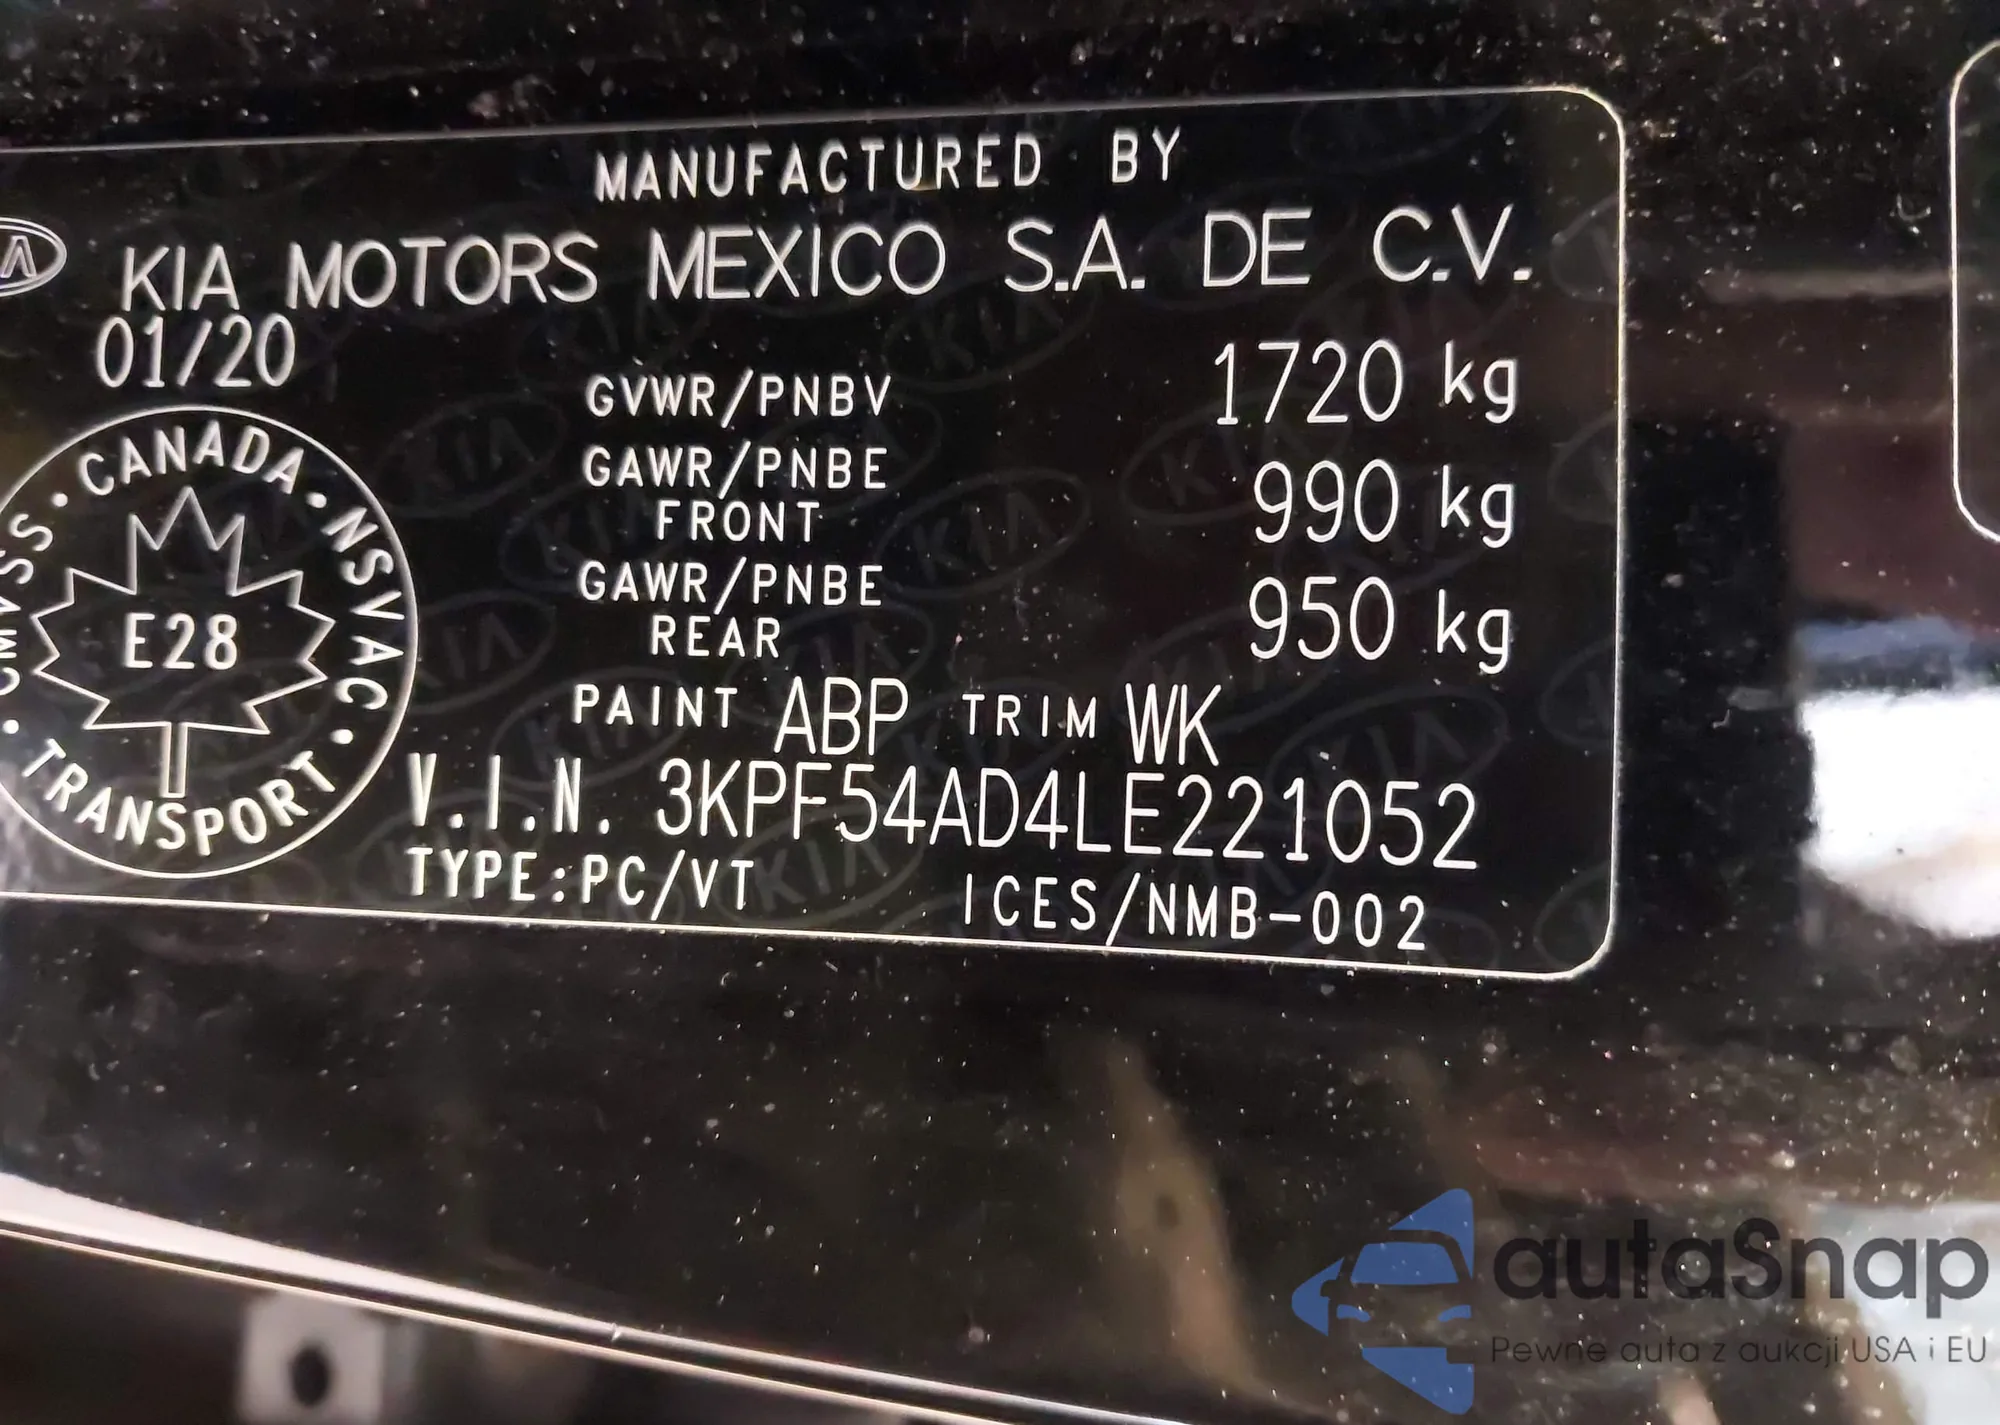 MANUFACTURED BY
KIA MOTORS MEXICO S.A. DE C.V.
01/20
GVWR/PNBV 1720 kg
GAWR/PNBE FRONT 990 kg
GAWR/PNBE REAR 950 kg
CANADA · NSVAC · TRANSPORT · CMVSS ·
E28
PAINT ABP TRIM WK
V.I.N. 3KPF54AD4LE221052
TYPE:PC/VT ICES/NMB-002
autaSnap
Pewne auta z aukcji USA i EU